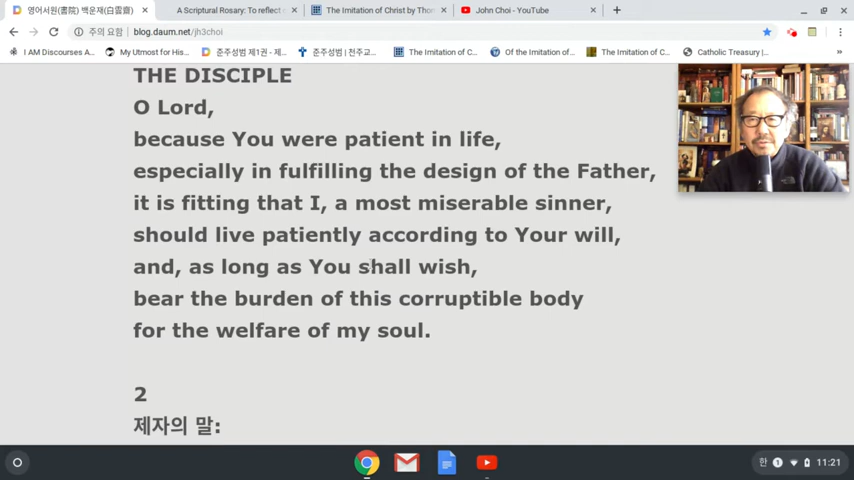 영어서원(書院) 백운재(白雲齋)
A Scriptural Rosary: To reflect
The Imitation of Christ by Thom
John Choi - YouTube
주의 요함
blog.daum.net/jh3choi
I AM Discourses A...
My Utmost for His...
준주성범 제1권 - 제...
준주성범 | 천주교...
The Imitation of C...
Of the Imitation of...
The Imitation of C...
Catholic Treasury |...
»
THE DISCIPLE
O Lord,
because You were patient in life,
especially in fulfilling the design of the Father,
it is fitting that I, a most miserable sinner,
should live patiently according to Your will,
and, as long as You shall wish,
bear the burden of this corruptible body
for the welfare of my soul.
2
제자의 말:
한
1
11:21